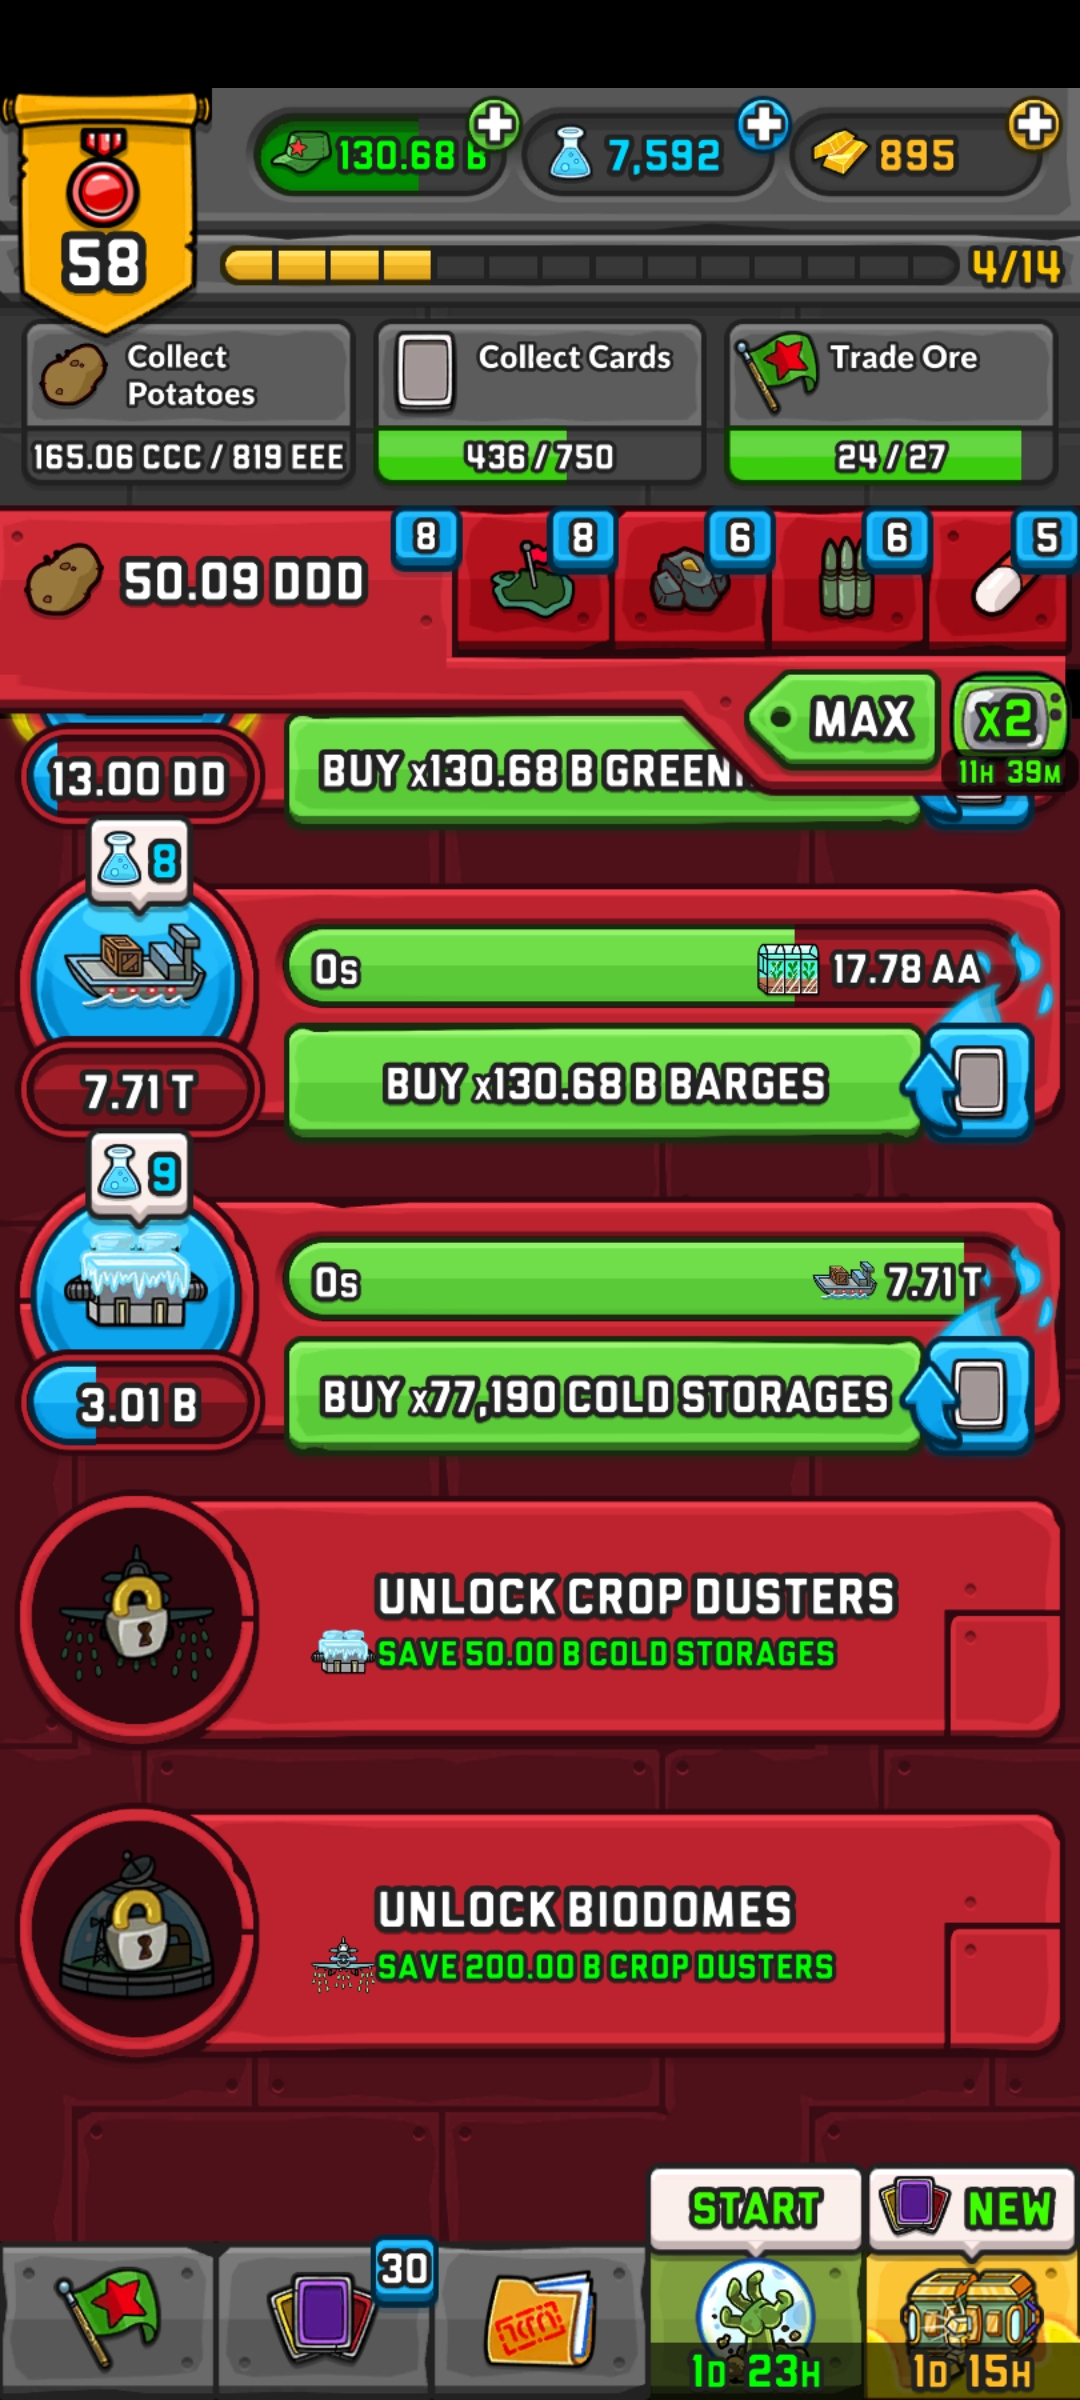 130.68 B
7,592
895
58
4/14
Collect
Potatoes
165.06 CCC / 819 EEE
Collect Cards
436/750
Trade Ore
24/27
50.09 DDD
8
8
6
6
5
MAX
x2
11H 39M
13.00 DD
BUY x130.68 B
8
0s
17.78 AA
7.71 T
BUY x130.68 B BARGES
9
0s
7.71 T
3.01 B
BUY x77,190 COLD STORAGES
UNLOCK CROP DUSTERS
SAVE 50.00 B COLD STORAGES
UNLOCK BIODOMES
SAVE 200.00 B CROP DUSTERS
START
NEW
30
1D 23H
1D 15H